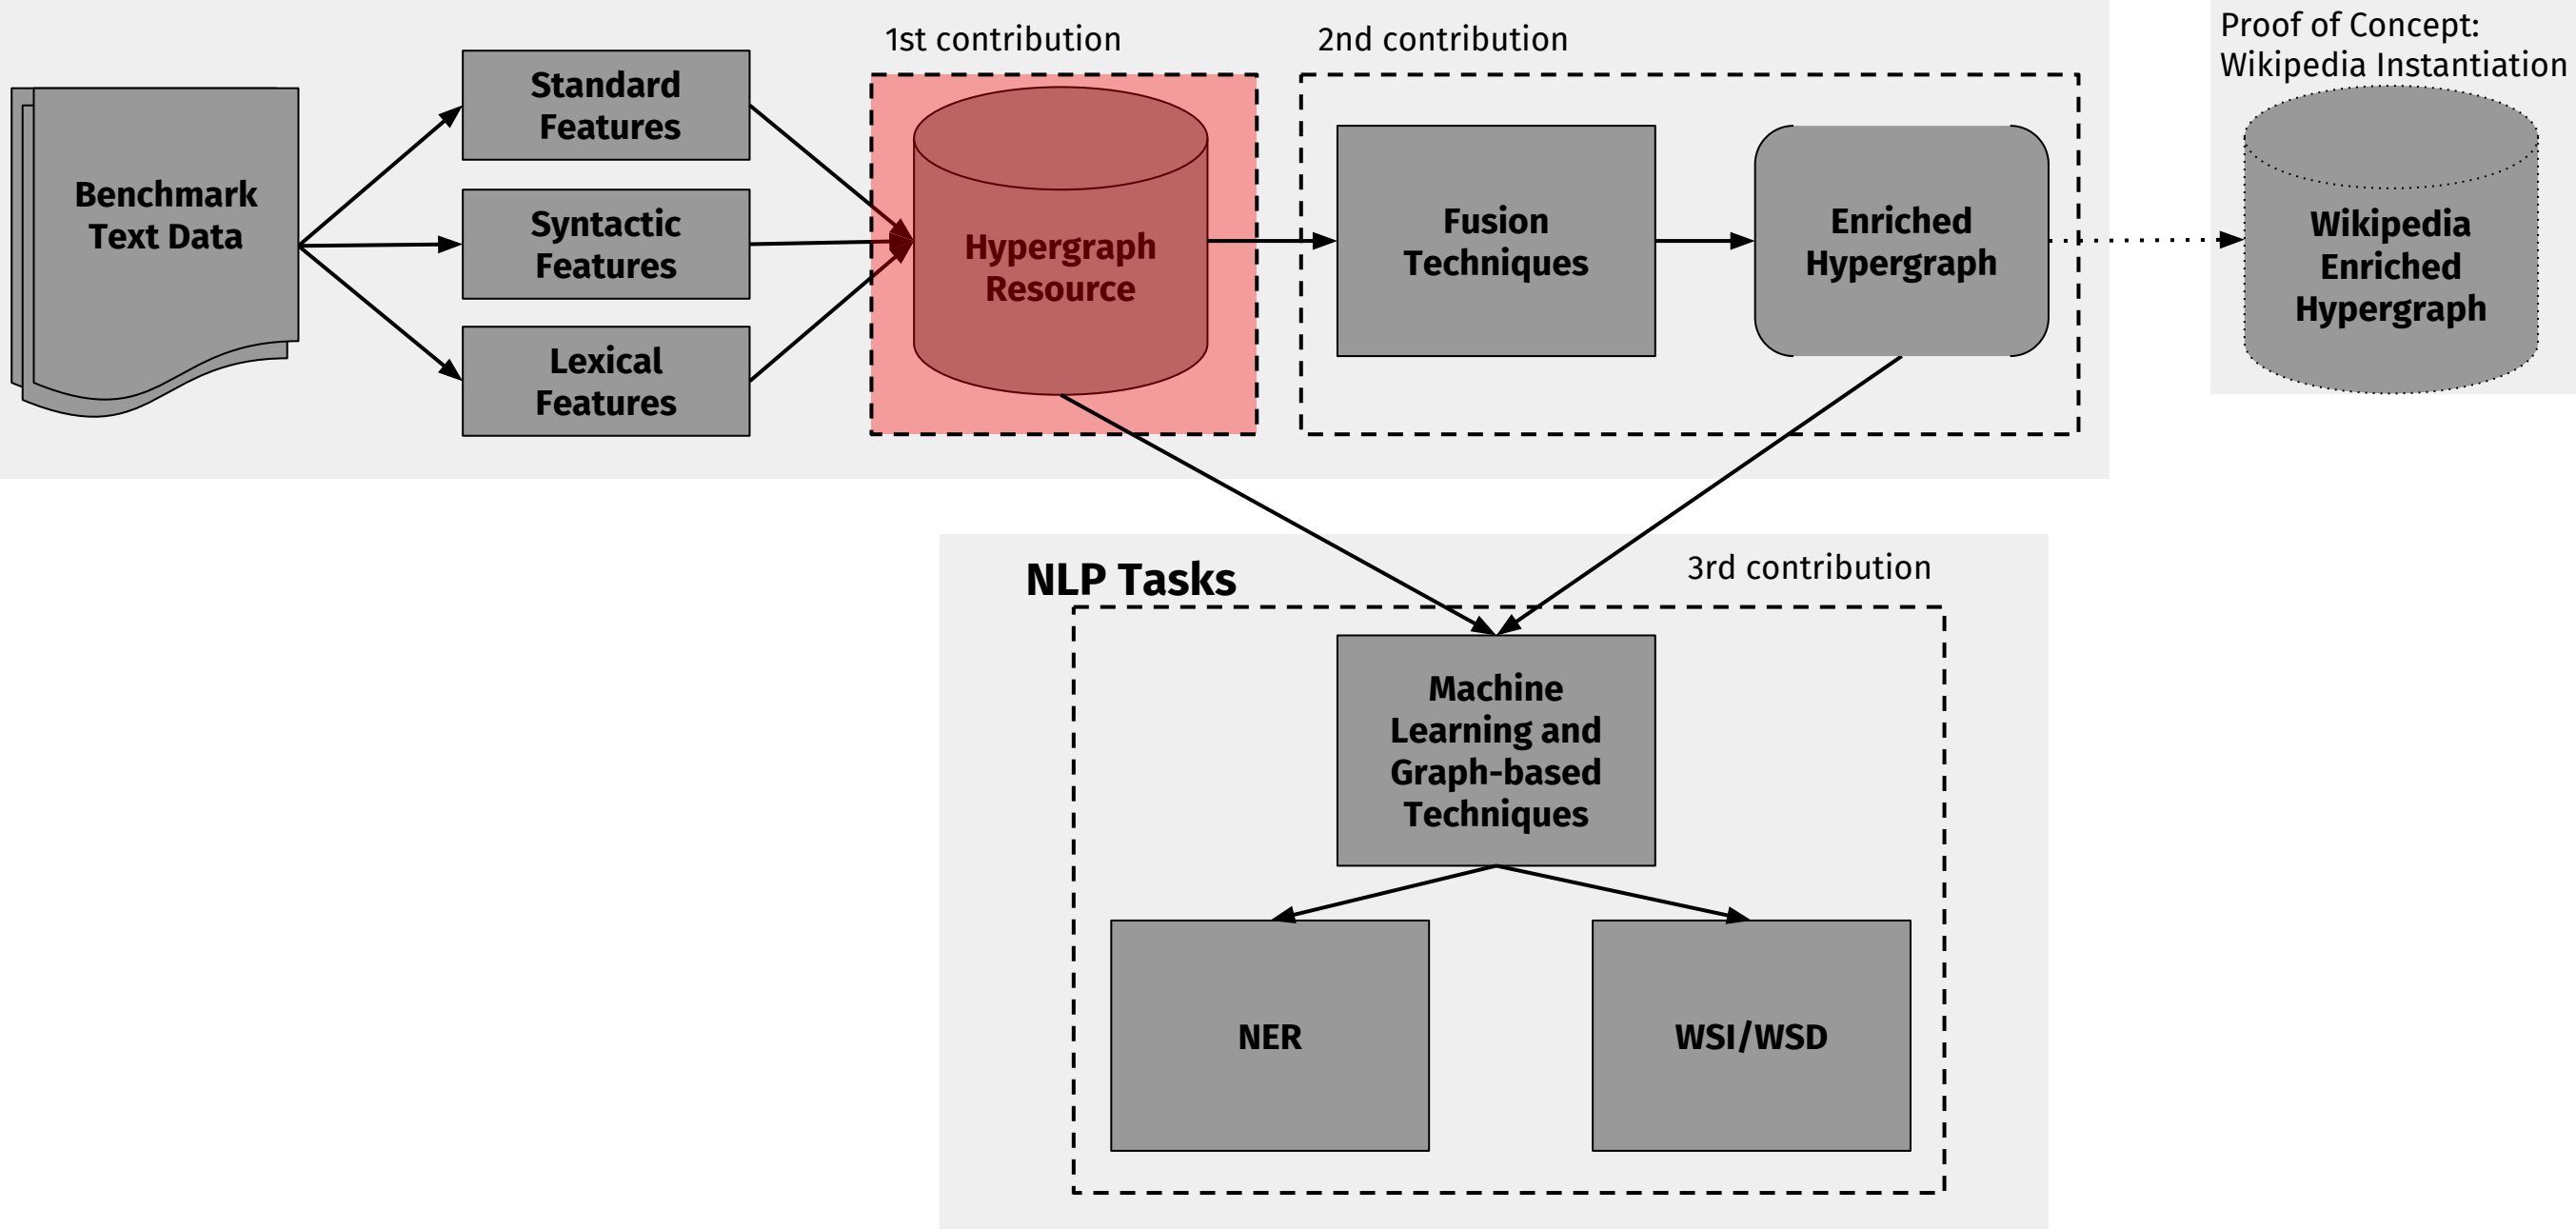 1st contribution
2nd contribution
Proof of Concept:
Wikipedia Instantiation
Benchmark
Text Data
Standard
Features
Syntactic
Features
Lexical
Features
Hypergraph
Resource
Fusion
Techniques
Enriched
Hypergraph
Wikipedia
Enriched
Hypergraph
NLP Tasks
3rd contribution
Machine
Learning and
Graph-based
Techniques
NER
WSI/WSD